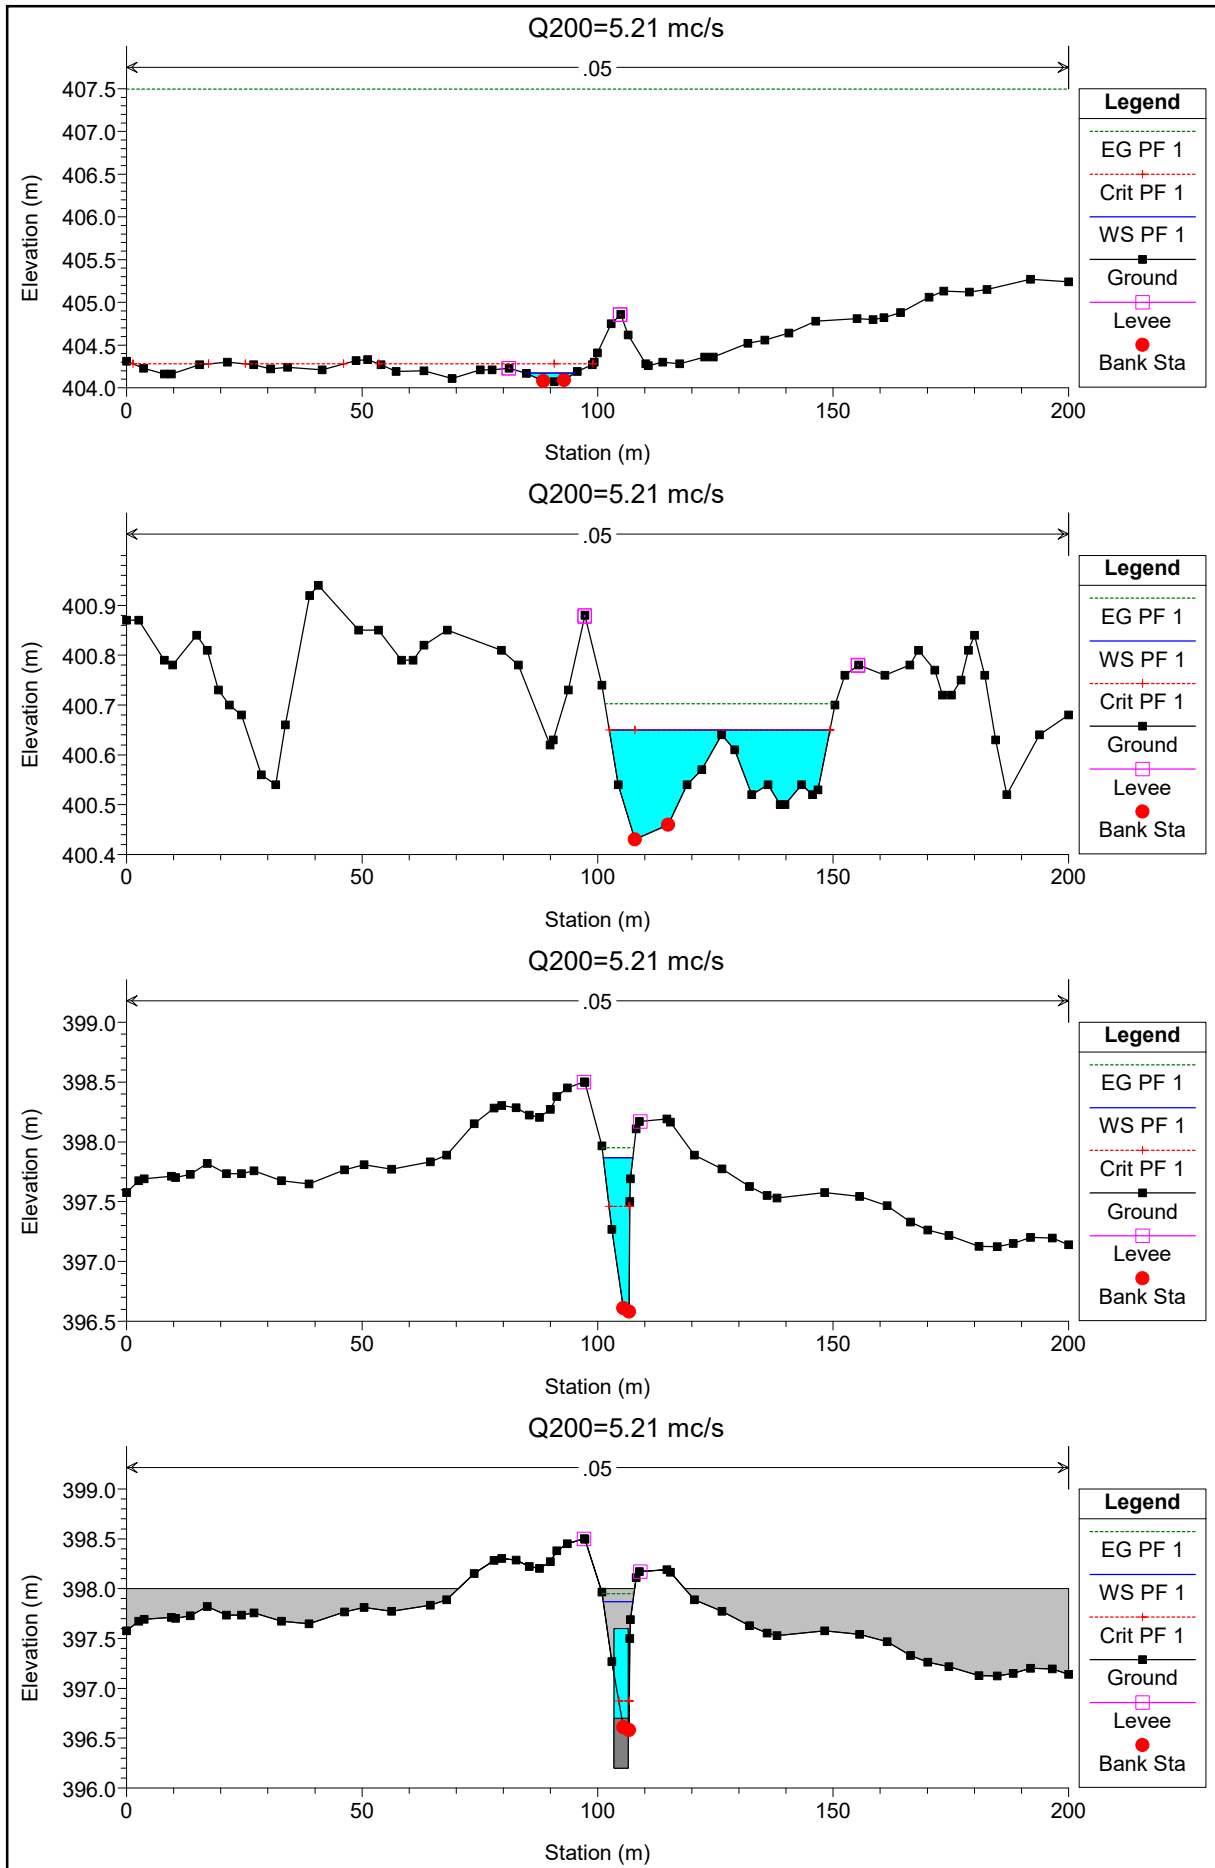 Q200=5.21 mc/s
.05
407.5
407.0
406.5
406.0
405.5
405.0
404.5
404.0
Elevation (m)
0
50
100
150
200
Station (m)
Legend
EG PF 1
Crit PF 1
WS PF 1
Ground
Levee
Bank Sta
Q200=5.21 mc/s
.05
400.9
400.8
400.7
400.6
400.5
400.4
Elevation (m)
0
50
100
150
200
Station (m)
Legend
EG PF 1
WS PF 1
Crit PF 1
Ground
Levee
Bank Sta
Q200=5.21 mc/s
.05
399.0
398.5
398.0
397.5
397.0
396.5
Elevation (m)
0
50
100
150
200
Station (m)
Legend
EG PF 1
WS PF 1
Crit PF 1
Ground
Levee
Bank Sta
Q200=5.21 mc/s
.05
399.0
398.5
398.0
397.5
397.0
396.5
396.0
Elevation (m)
0
50
100
150
200
Station (m)
Legend
EG PF 1
WS PF 1
Crit PF 1
Ground
Levee
Bank Sta